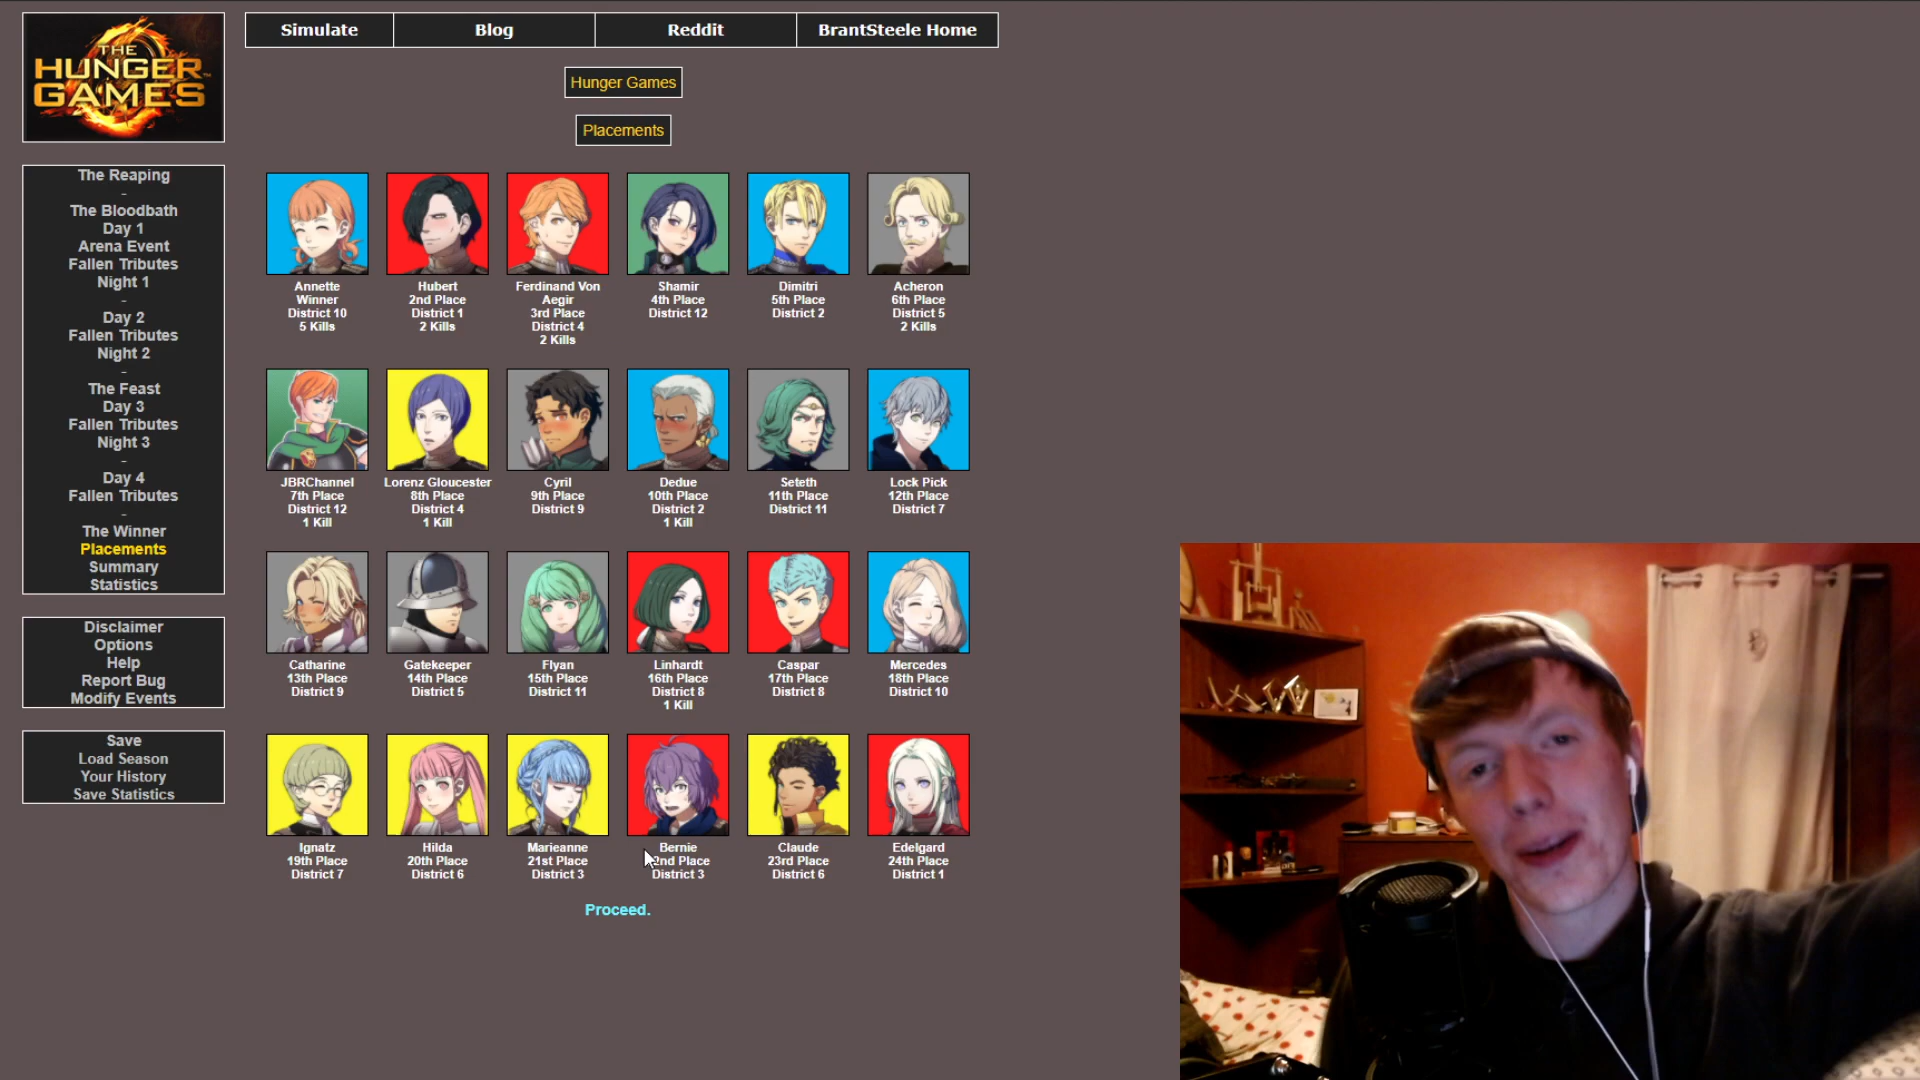 THE
HUNGER
GAMES
Simulate
Blog
Reddit
BrantSteele Home
Hunger Games
Placements
The Reaping
-
The Bloodbath
Day 1
Arena Event
Fallen Tributes
Night 1
-
Day 2
Fallen Tributes
Night 2
-
The Feast
Day 3
Fallen Tributes
Night 3
-
Day 4
Fallen Tributes
-
The Winner
Placements
Summary
Statistics
Disclaimer
Options
Help
Report Bug
Modify Events
Save
Load Season
Your History
Save Statistics
Annette
Winner
District 10
5 Kills
Hubert
2nd Place
District 1
2 Kills
Ferdinand Von
Aegir
3rd Place
District 4
2 Kills
Shamir
4th Place
District 12
Dimitri
5th Place
District 2
Acheron
6th Place
District 5
2 Kills
JBRChannel
7th Place
District 12
1 Kill
Lorenz Gloucester
8th Place
District 4
1 Kill
Cyril
9th Place
District 9
Dedue
10th Place
District 2
1 Kill
Seteth
11th Place
District 11
Lock Pick
12th Place
District 7
Catharine
13th Place
District 9
Gatekeeper
14th Place
District 5
Flyan
15th Place
District 11
Linhardt
16th Place
District 8
1 Kill
Caspar
17th Place
District 8
Mercedes
18th Place
District 10
Ignatz
19th Place
District 7
Hilda
20th Place
District 6
Marieanne
21st Place
District 3
Bernie
2nd Place
District 3
Claude
23rd Place
District 6
Edelgard
24th Place
District 1
Proceed.